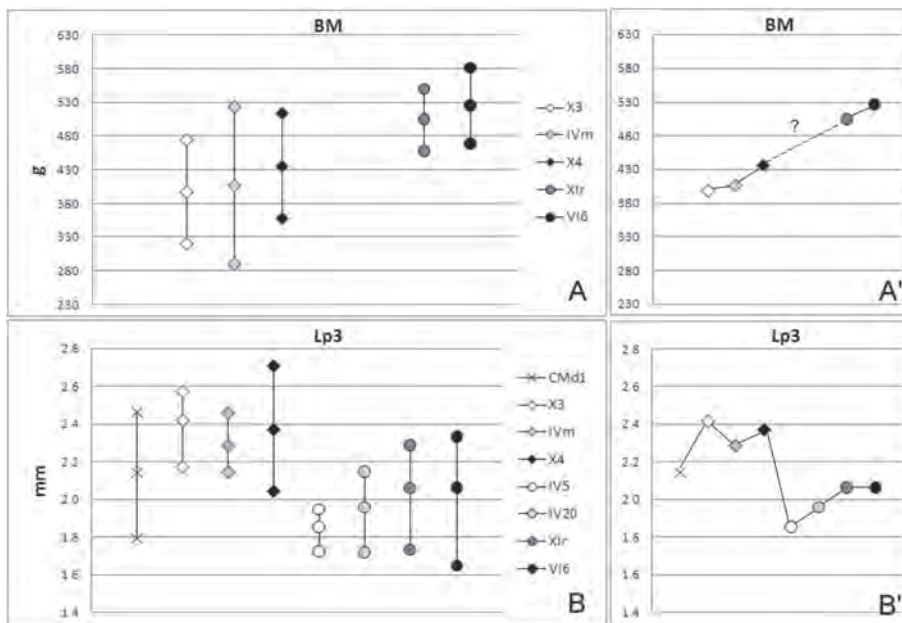 BM
630
580
530
480
430
380
330
280
230
g
X3
IVm
X4
XIr
VI6
A
BM
630
580
530
480
430
380
330
280
230
?
A'
Lp3
2.8
2.6
2.4
2.2
2.0
1.8
1.6
1.4
mm
CMd1
X3
IVm
X4
IV5
IV20
XIr
VI6
B
Lp3
2.8
2.6
2.4
2.2
2.0
1.8
1.6
1.4
B'